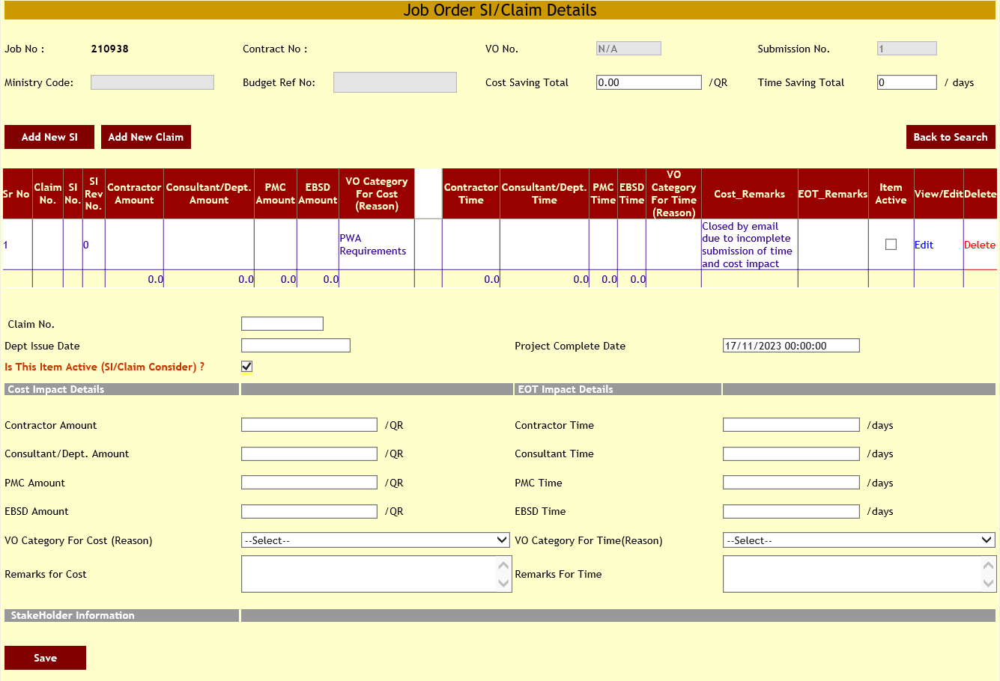 Job Order SI/Claim Details
Job No : 210938 Contract No : VO No. N/A Submission No. 1
Ministry Code: Budget Ref No: Cost Saving Total 0.00 /QR Time Saving Total 0 / days
Add New SI Add New Claim Back to Search
Sr No Claim No. SI No. SI Rev No. Contractor Amount Consultant/Dept. Amount PMC Amount EBSD Amount VO Category For Cost (Reason) Contractor Time Consultant/Dept. Time PMC Time EBSD Time VO Category For Time (Reason) Cost_Remarks EOT_Remarks Item Active View/Edit Delete
1 0 PWA Requirements Closed by email due to incomplete submission of time and cost impact Edit Delete
0.0 0.0 0.0 0.0 0.0 0.0 0.0 0.0
Claim No.
Dept Issue Date Project Complete Date 17/11/2023 00:00:00
Is This Item Active (SI/Claim Consider) ?
Cost Impact Details EOT Impact Details
Contractor Amount /QR Contractor Time /days
Consultant/Dept. Amount /QR Consultant Time /days
PMC Amount /QR PMC Time /days
EBSD Amount /QR EBSD Time /days
VO Category For Cost (Reason) --Select-- VO Category For Time(Reason) --Select--
Remarks for Cost Remarks For Time
StakeHolder Information
Save